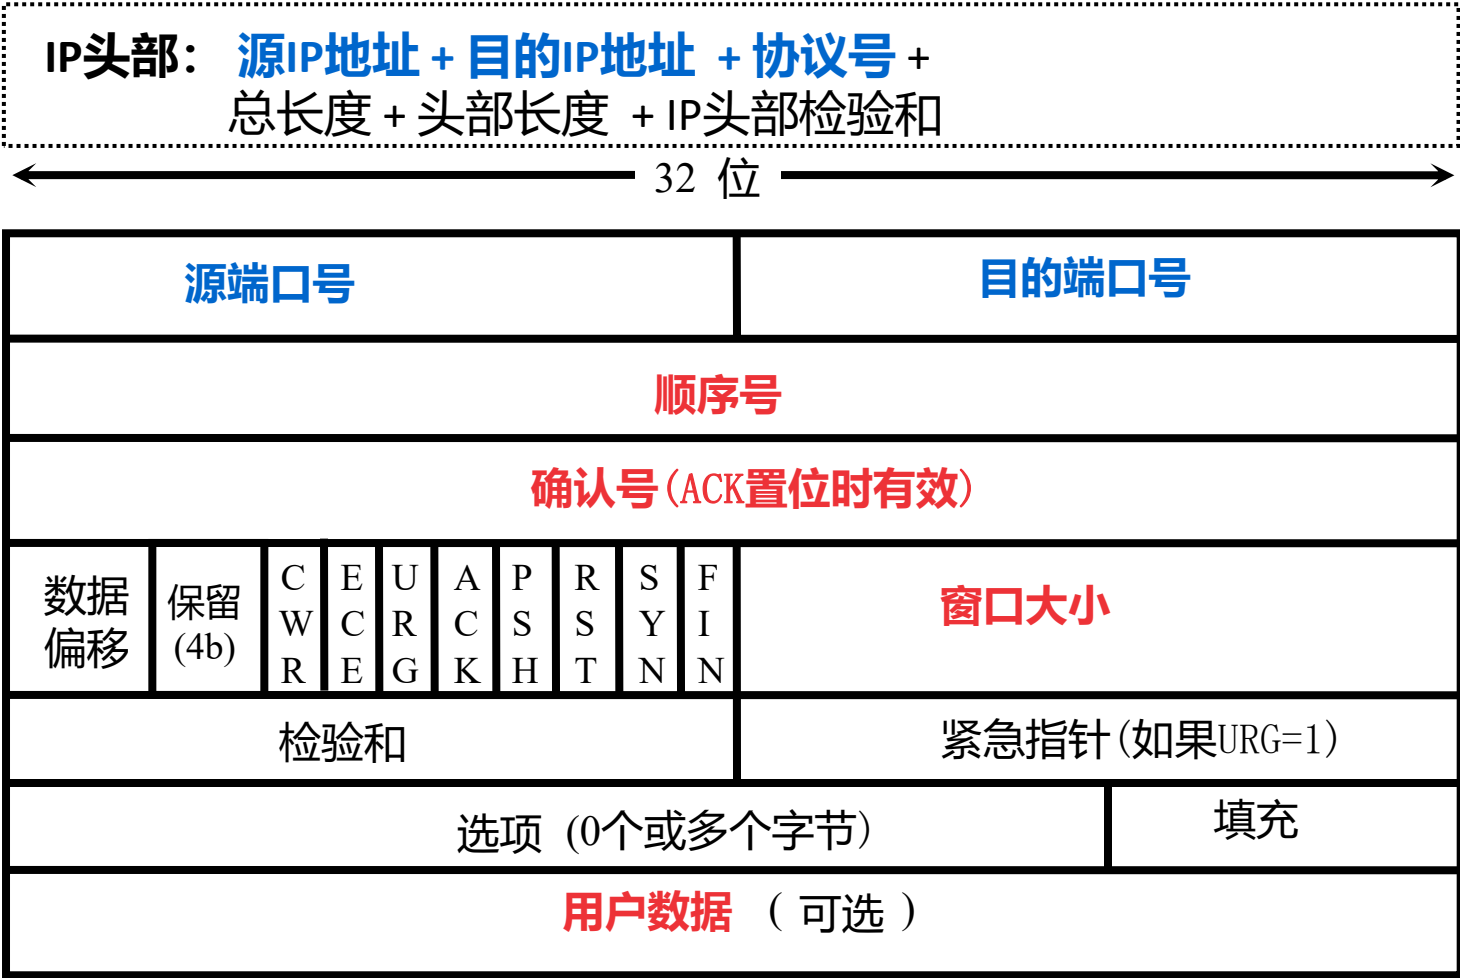 IP头部： 源IP地址 + 目的IP地址 + 协议号 +
总长度 + 头部长度 + IP头部检验和
32 位
源端口号 目的端口号
顺序号
确认号(ACK置位时有效)
数据偏移 保留(4b) CWR ECE URG ACK PSH RST SYN FIN 窗口大小
检验和 紧急指针(如果URG=1)
选项 (0个或多个字节) 填充
用户数据 ( 可选 )